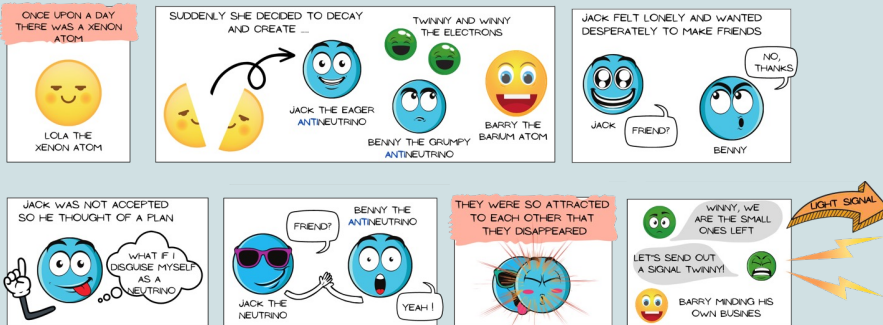 ONCE UPON A DAY
THERE WAS A XENON
ATOM
LOLA THE
XENON ATOM
SUDDENLY SHE DECIDED TO DECAY
AND CREATE ...
JACK THE EAGER
ANTINEUTRINO
TWINNY AND WINNY
THE ELECTRONS
BENNY THE GRUMPY
ANTINEUTRINO
BARRY THE
BARIUM ATOM
JACK FELT LONELY AND WANTED
DESPERATELY TO MAKE FRIENDS
JACK
FRIEND?
NO,
THANKS
BENNY
JACK WAS NOT ACCEPTED
SO HE THOUGHT OF A PLAN
WHAT IF I
DISGUISE MYSELF
AS A
NEUTRINO
FRIEND?
BENNY THE
ANTINEUTRINO
JACK THE
NEUTRINO
YEAH !
THEY WERE SO ATTRACTED
TO EACH OTHER THAT
THEY DISAPPEARED
WINNY, WE
ARE THE SMALL
ONES LEFT
LET'S SEND OUT
A SIGNAL TWINNY!
BARRY MINDING HIS
OWN BUSINES
LIGHT SIGNAL